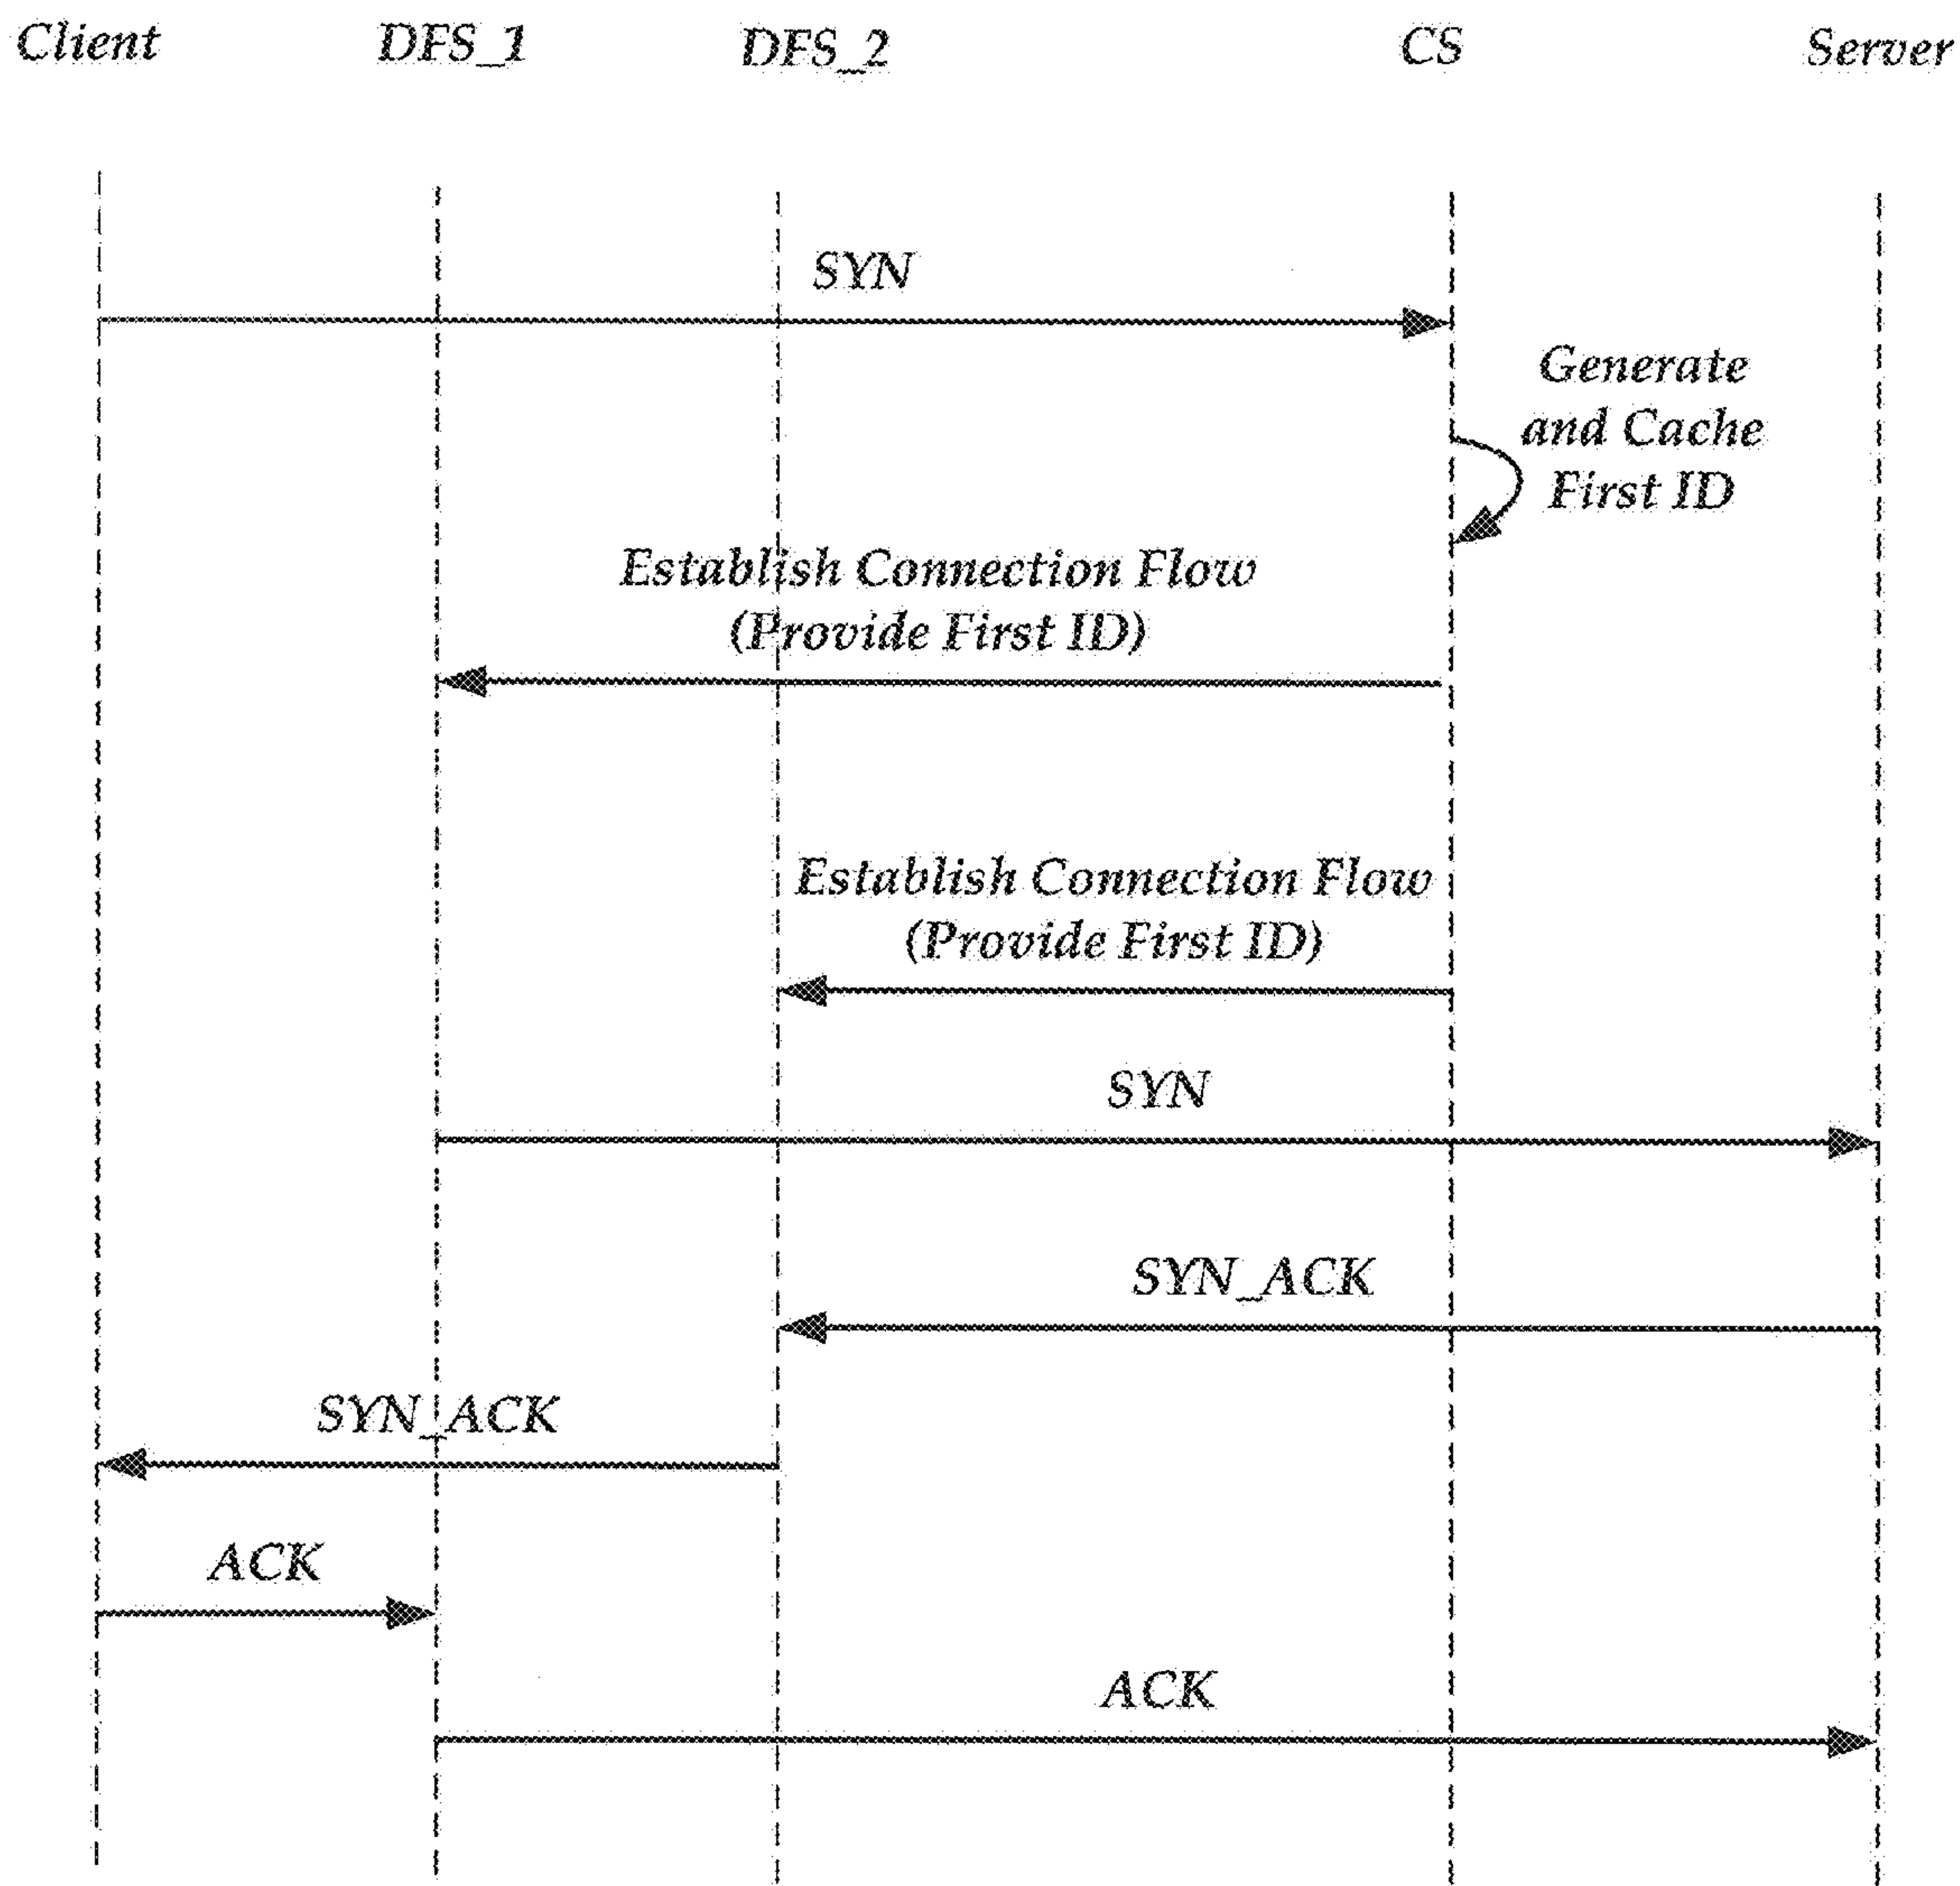 Client
DFS_1
DFS_2
CS
Server
SYN
Generate
and Cache
First ID
Establish Connection Flow
(Provide First ID)
Establish Connection Flow
(Provide First ID)
SYN
SYN_ACK
SYN_ACK
ACK
ACK